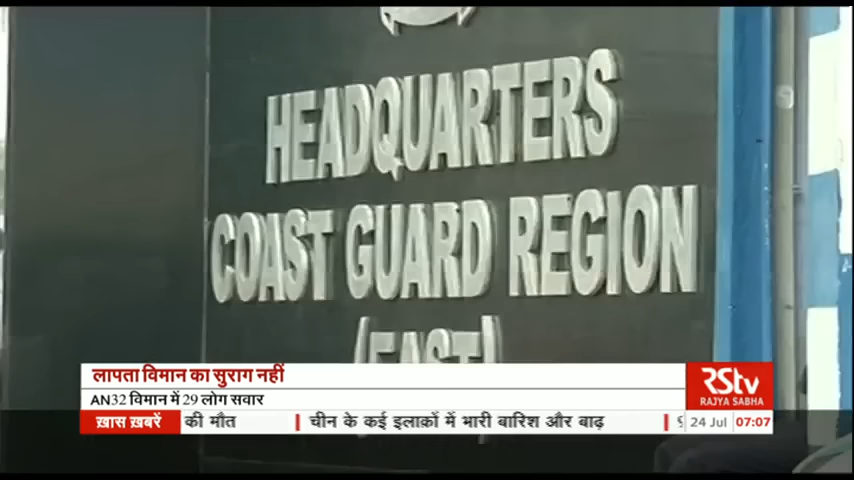 HEADQUARTERS
COAST GUARD REGION
(EAST)
लापता विमान का सुराग नहीं
AN32 विमान में 29 लोग सवार
RStv
RAJYA SABHA
ख़ास ख़बरें की मौत | चीन के कई इलाक़ों में भारी बारिश और बाढ़ |
24 Jul 07:07